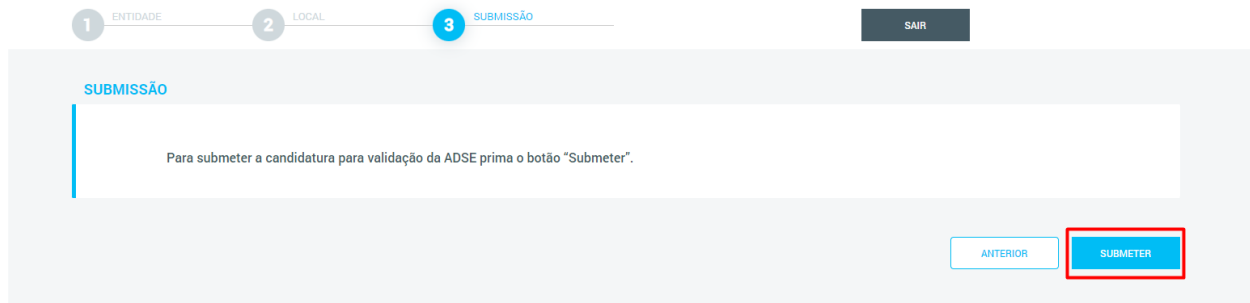 1 ENTIDADE 2 LOCAL 3 SUBMISSÃO SAIR
SUBMISSÃO
Para submeter a candidatura para validação da ADSE prima o botão “Submeter”.
ANTERIOR SUBMETER